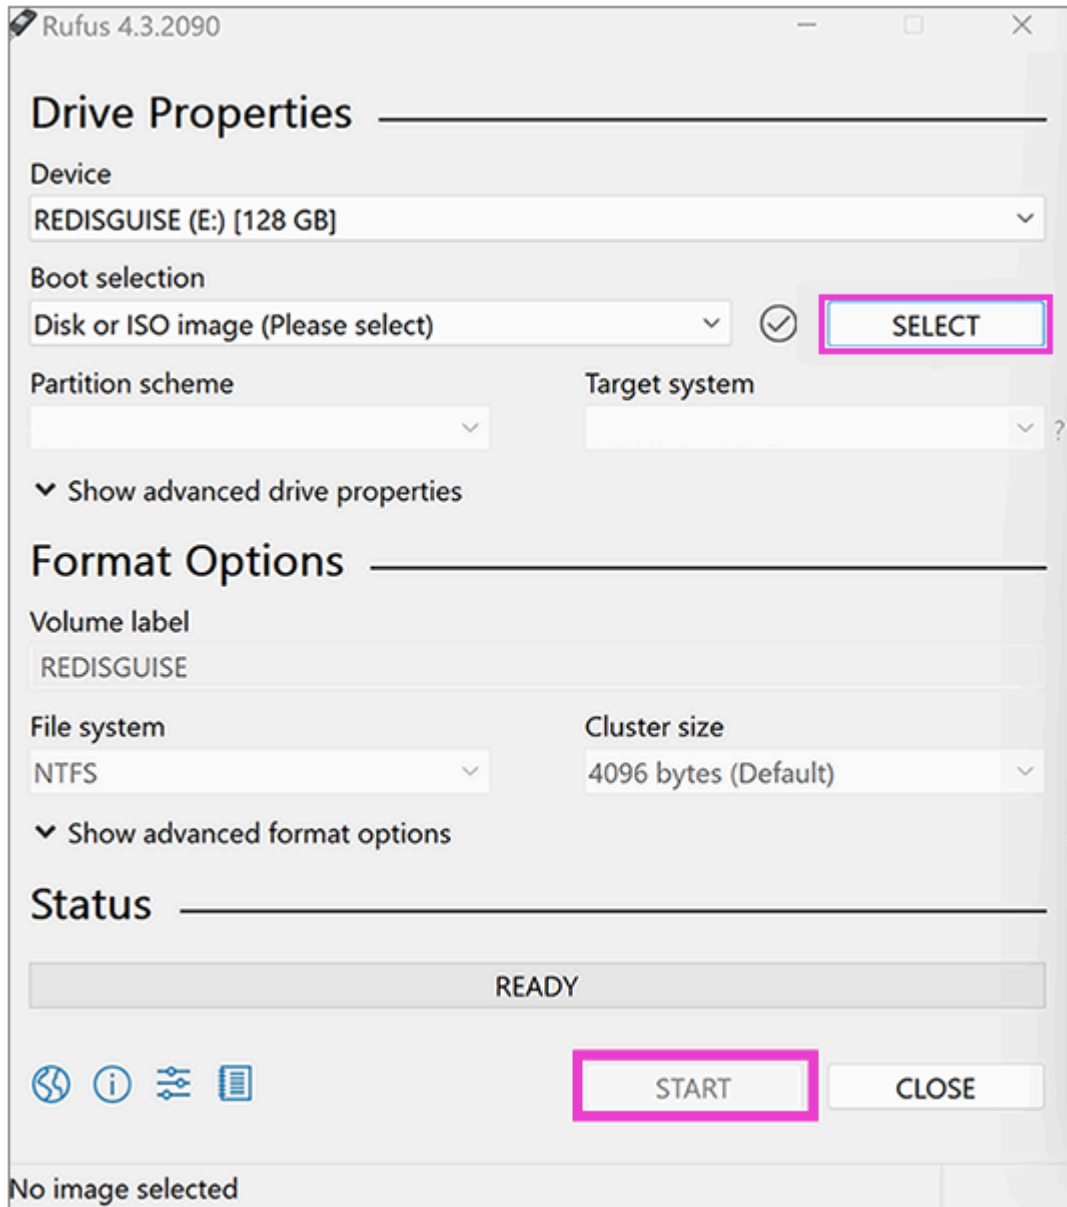 Rufus 4.3.2090
Drive Properties
Device
REDISGUISE (E:) [128 GB]
Boot selection
Disk or ISO image (Please select)
SELECT
Partition scheme
Target system
?
Show advanced drive properties
Format Options
Volume label
REDISGUISE
File system
Cluster size
NTFS
4096 bytes (Default)
Show advanced format options
Status
READY
START
CLOSE
No image selected